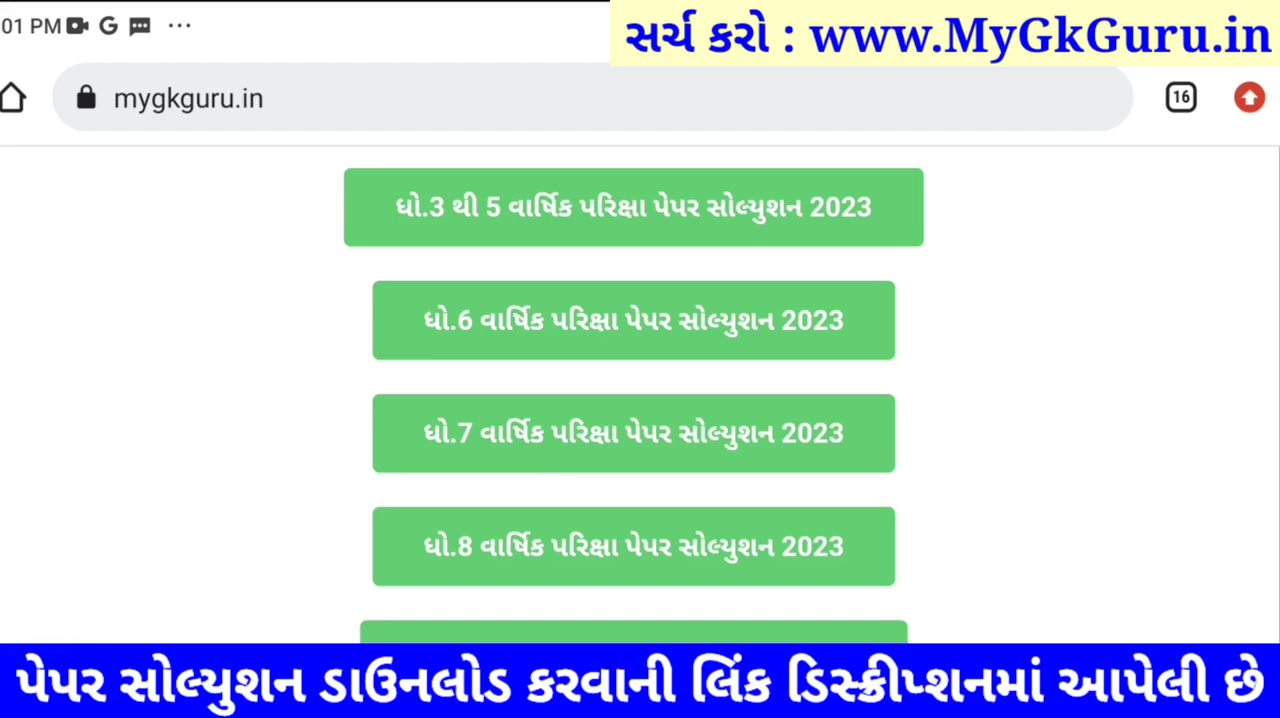 01 PM
સર્ચ કરો : www.MyGkGuru.in
mygkguru.in
16
ધો.3 થી 5 વાર્ષિક પરિક્ષા પેપર સોલ્યુશન 2023
ધો.6 વાર્ષિક પરિક્ષા પેપર સોલ્યુશન 2023
ધો.7 વાર્ષિક પરિક્ષા પેપર સોલ્યુશન 2023
ધો.8 વાર્ષિક પરિક્ષા પેપર સોલ્યુશન 2023
પેપર સોલ્યુશન ડાઉનલોડ કરવાની લિંક ડિસ્ક્રીપ્શનમાં આપેલી છે